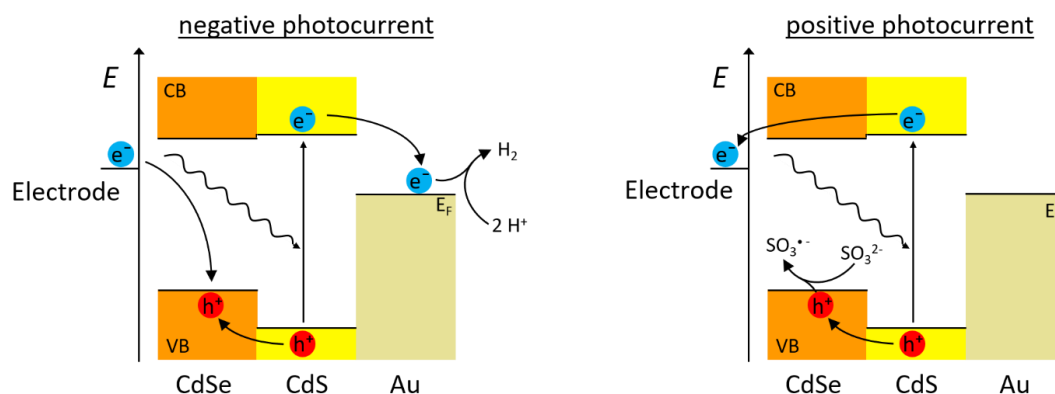 negative photocurrent
E
CB
e⁻
e⁻
e⁻
H₂
Electrode
E_F
2 H⁺
h⁺
h⁺
VB
CdSe
CdS
Au
positive photocurrent
E
CB
e⁻
e⁻
Electrode
E
SO₃•⁻
SO₃²⁻
h⁺
h⁺
VB
CdSe
CdS
Au